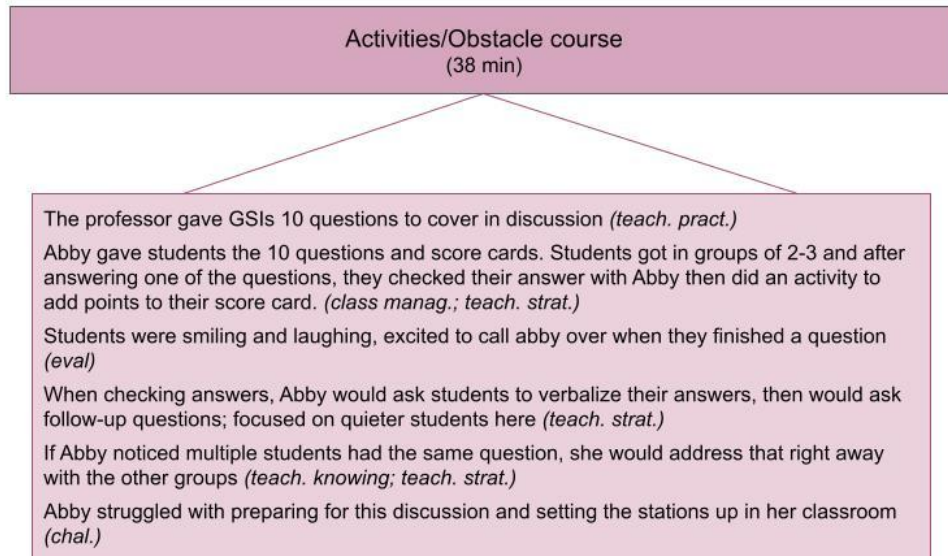 Activities/Obstacle course
(38 min)
The professor gave GSIs 10 questions to cover in discussion (teach. pract.)
Abby gave students the 10 questions and score cards. Students got in groups of 2-3 and after
answering one of the questions, they checked their answer with Abby then did an activity to
add points to their score card. (class manag.; teach. strat.)
Students were smiling and laughing, excited to call abby over when they finished a question
(eval)
When checking answers, Abby would ask students to verbalize their answers, then would ask
follow-up questions; focused on quieter students here (teach. strat.)
If Abby noticed multiple students had the same question, she would address that right away
with the other groups (teach. knowing; teach. strat.)
Abby struggled with preparing for this discussion and setting the stations up in her classroom
(chal.)